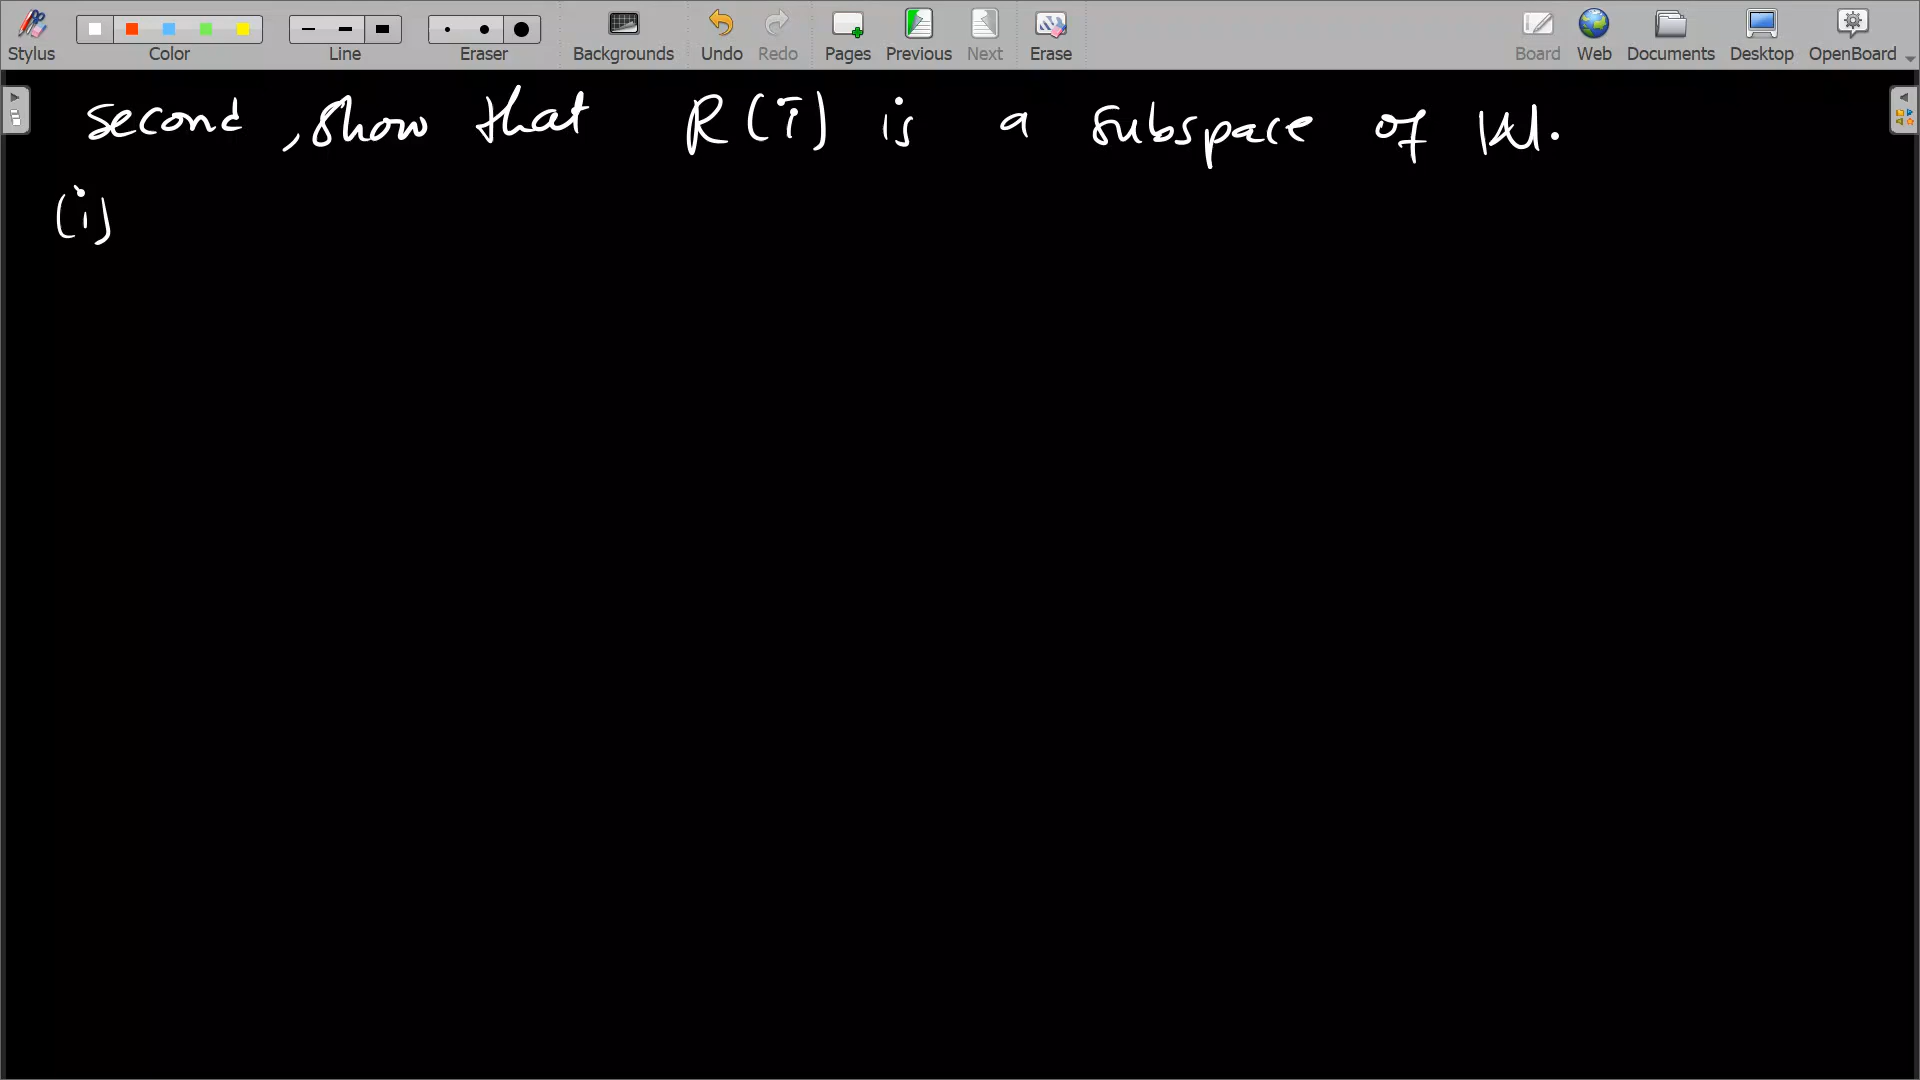 Stylus Color Line Eraser Backgrounds Undo Redo Pages Previous Next Erase Board Web Documents Desktop OpenBoard
second , show that R(T) is a subspace of W.
(i)